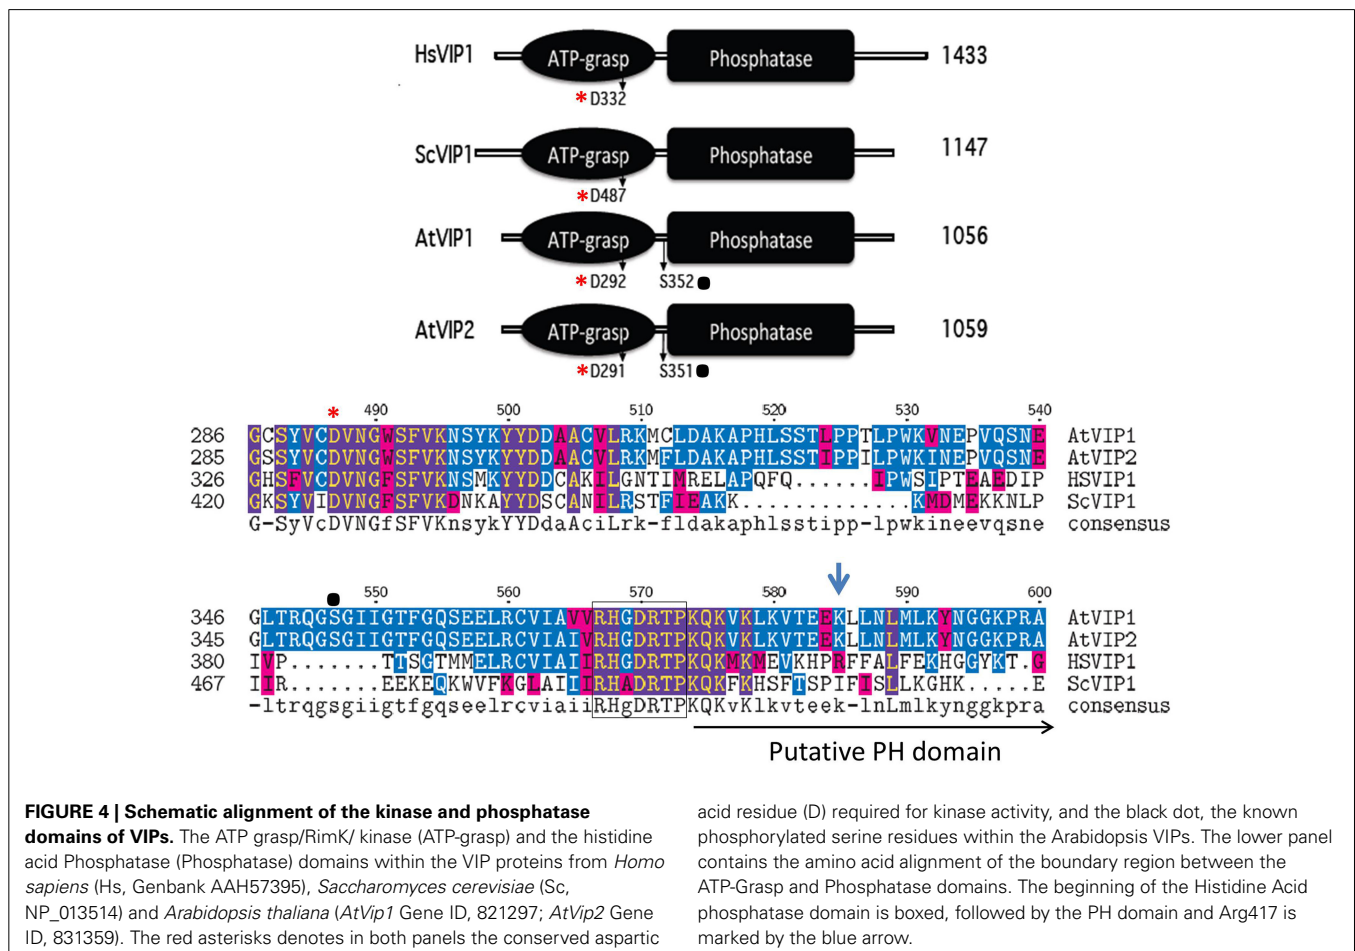 HsVIP1 ATP-grasp Phosphatase 1433
*D332
ScVIP1 ATP-grasp Phosphatase 1147
*D487
AtVIP1 ATP-grasp Phosphatase 1056
*D292 S352
AtVIP2 ATP-grasp Phosphatase 1059
*D291 S351
* 490 500 510 520 530 540
286 GCSYVCDVNGWSFVKNSYKYYDDAACVLRKMCLDAKAPHLSSTLPPTLPWKVNEPVQSNE AtVIP1
285 GSSYVCDVNGWSFVKNSYKYYDDAACVLRKMFLDAKAPHLSSTIPPILPWKINEPVQSNE AtVIP2
326 GHSFVCDVNGFSFVKNSMKYYDDCAKILGNTIMRELAPQFQ......IPWSIPTEAEDIP HSVIP1
420 GKSYVIDVNGFSFVKDNKAYYDSCANILRSTFIEAKK.............KMDMEKKNLP ScVIP1
G-SyVcDVNGfSFVKnsykYYDdaAciLrk-fldakaphlsstipp-lpwkineevqsne consensus
550 560 570 580 590 600
346 GLTRQGSGIIGTFGQSEELRCVIAVVRHGDRTPKQKVKLKVTEEKLLNLMLKYNGGKPRA AtVIP1
345 GLTRQGSGIIGTFGQSEELRCVIAIVRHGDRTPKQKVKLKVTEEKLLNLMLKYNGGKPRA AtVIP2
380 IVP.......TTSGTMMELRCVIAIIRHGDRTPKQKMKMEVKHPRFFALFEKHGGYKT.G HSVIP1
467 IIR.......EEKEQKWVFKGLAIIIRHADRTPKQKFKHSFTSPIFISLLKGHK.....E ScVIP1
-ltrqgsgiigtfgqseelrcviaiiRHgDRTPKQKvKlkvteek-lnLmlkynggkpra consensus
Putative PH domain
FIGURE 4 | Schematic alignment of the kinase and phosphatase
domains of VIPs. The ATP grasp/RimK/ kinase (ATP-grasp) and the histidine
acid Phosphatase (Phosphatase) domains within the VIP proteins from Homo
sapiens (Hs, Genbank AAH57395), Saccharomyces cerevisiae (Sc,
NP_013514) and Arabidopsis thaliana (AtVip1 Gene ID, 821297; AtVip2 Gene
ID, 831359). The red asterisks denotes in both panels the conserved aspartic
acid residue (D) required for kinase activity, and the black dot, the known
phosphorylated serine residues within the Arabidopsis VIPs. The lower panel
contains the amino acid alignment of the boundary region between the
ATP-Grasp and Phosphatase domains. The beginning of the Histidine Acid
phosphatase domain is boxed, followed by the PH domain and Arg417 is
marked by the blue arrow.